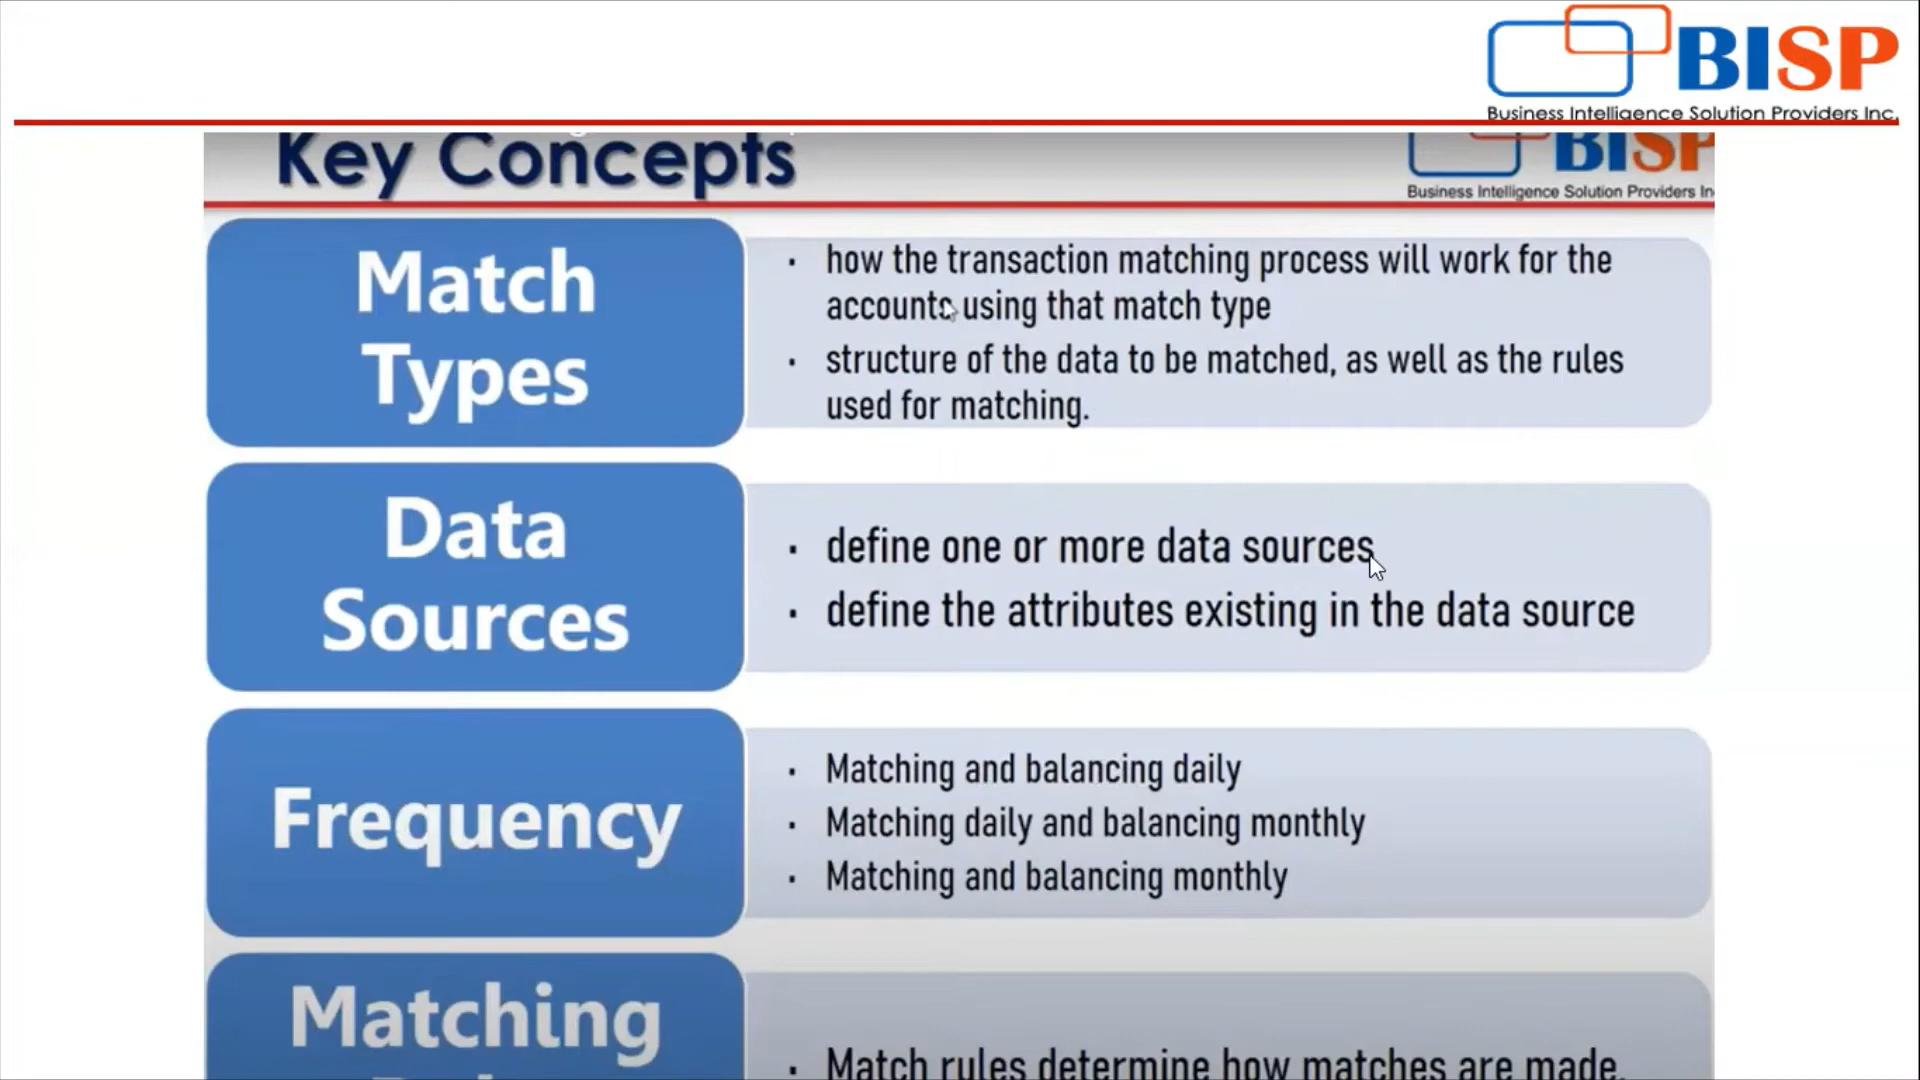 BISP
Business Intelligence Solution Providers Inc.
Key Concepts
BISP
Business Intelligence Solution Providers In
Match
Types
· how the transaction matching process will work for the
accounts using that match type
· structure of the data to be matched, as well as the rules
used for matching.
Data
Sources
· define one or more data sources
· define the attributes existing in the data source
Frequency
· Matching and balancing daily
· Matching daily and balancing monthly
· Matching and balancing monthly
Matching
· Match rules determine how matches are made.